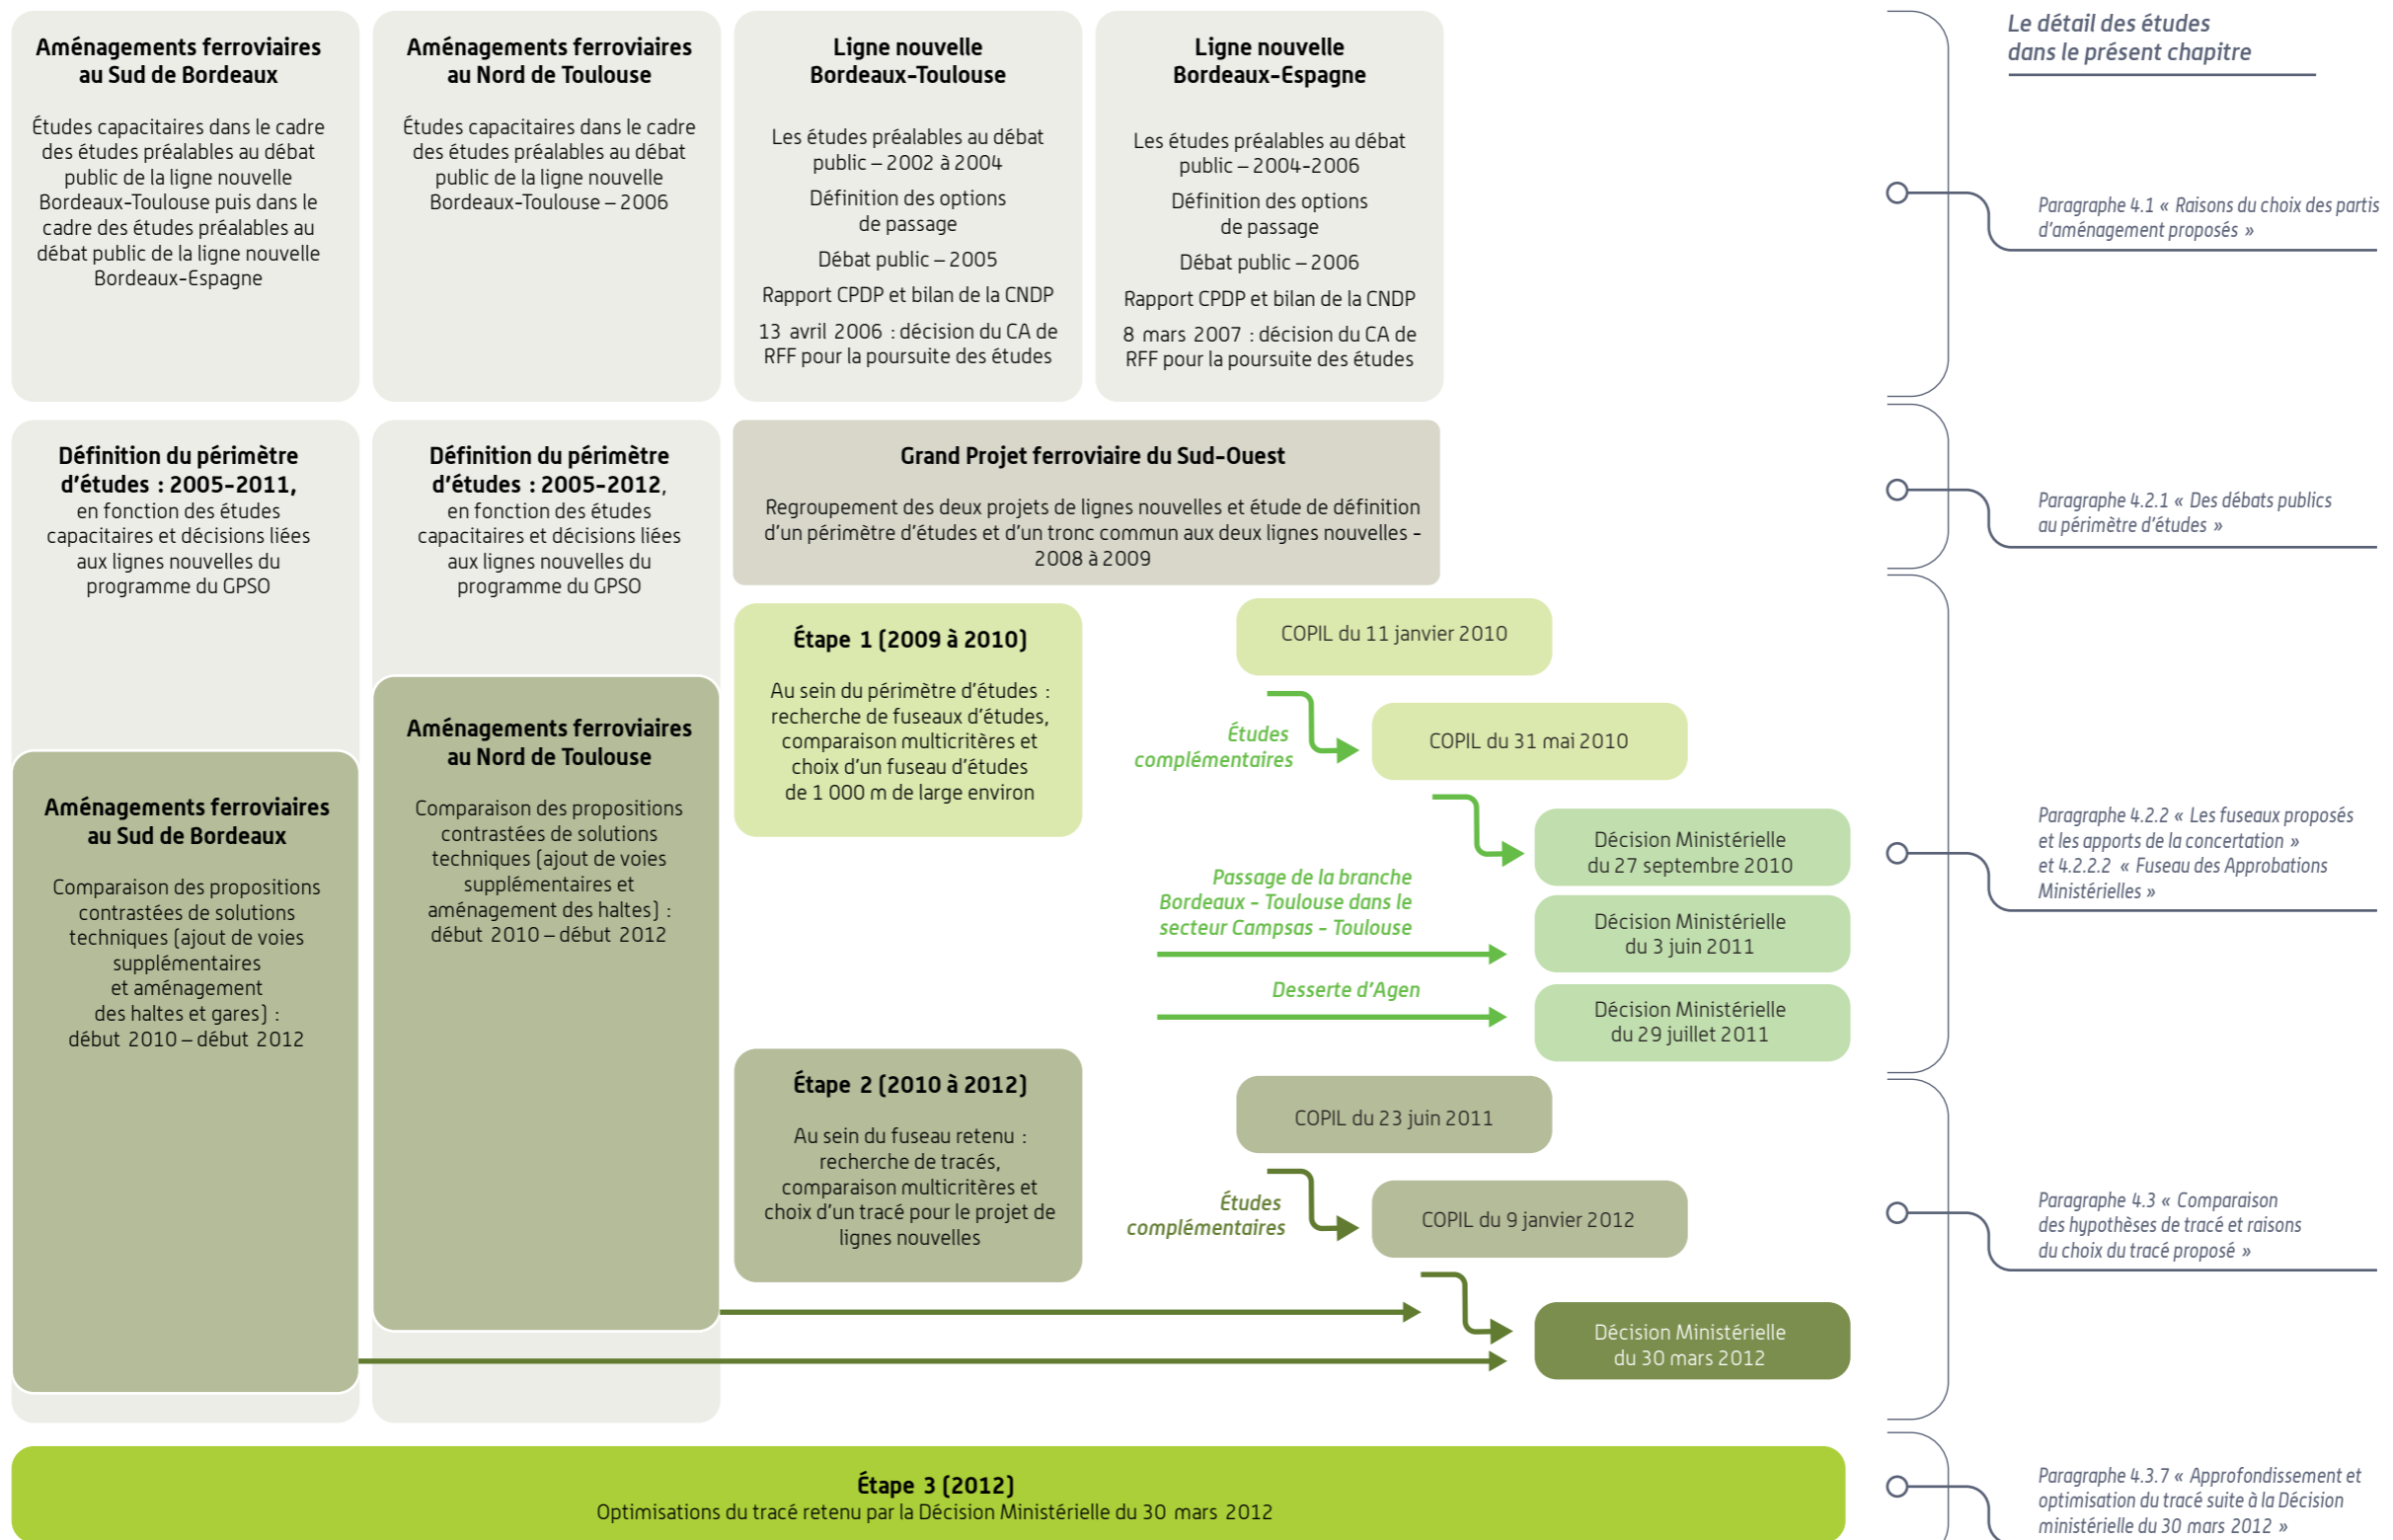 Aménagements ferroviaires
au Sud de Bordeaux
Études capacitaires dans le cadre
des études préalables au débat
public de la ligne nouvelle
Bordeaux-Toulouse puis dans le
cadre des études préalables au
débat public de la ligne nouvelle
Bordeaux-Espagne
Aménagements ferroviaires
au Nord de Toulouse
Études capacitaires dans le cadre
des études préalables au débat
public de la ligne nouvelle
Bordeaux-Toulouse – 2006
Ligne nouvelle
Bordeaux-Toulouse
Les études préalables au débat
public – 2002 à 2004
Définition des options
de passage
Débat public – 2005
Rapport CPDP et bilan de la CNDP
13 avril 2006 : décision du CA de
RFF pour la poursuite des études
Ligne nouvelle
Bordeaux-Espagne
Les études préalables au débat
public – 2004-2006
Définition des options
de passage
Débat public – 2006
Rapport CPDP et bilan de la CNDP
8 mars 2007 : décision du CA de
RFF pour la poursuite des études
Le détail des études
dans le présent chapitre
Paragraphe 4.1 « Raisons du choix des partis
d'aménagement proposés »
Définition du périmètre
d'études : 2005-2011,
en fonction des études
capacitaires et décisions liées
aux lignes nouvelles du
programme du GPSO
Définition du périmètre
d'études : 2005-2012,
en fonction des études
capacitaires et décisions liées
aux lignes nouvelles du
programme du GPSO
Grand Projet ferroviaire du Sud-Ouest
Regroupement des deux projets de lignes nouvelles et étude de définition
d'un périmètre d'études et d'un tronc commun aux deux lignes nouvelles -
2008 à 2009
Paragraphe 4.2.1 « Des débats publics
au périmètre d'études »
Aménagements ferroviaires
au Sud de Bordeaux
Comparaison des propositions
contrastées de solutions
techniques (ajout de voies
supplémentaires
et aménagement
des haltes et gares) :
début 2010 – début 2012
Aménagements ferroviaires
au Nord de Toulouse
Comparaison des propositions
contrastées de solutions
techniques (ajout de voies
supplémentaires et
aménagement des haltes) :
début 2010 – début 2012
Étape 1 (2009 à 2010)
Au sein du périmètre d'études :
recherche de fuseaux d'études,
comparaison multicritères et
choix d'un fuseau d'études
de 1 000 m de large environ
COPIL du 11 janvier 2010
Études
complémentaires
COPIL du 31 mai 2010
Décision Ministérielle
du 27 septembre 2010
Passage de la branche
Bordeaux - Toulouse dans le
secteur Campsas - Toulouse
Décision Ministérielle
du 3 juin 2011
Desserte d'Agen
Décision Ministérielle
du 29 juillet 2011
Paragraphe 4.2.2 « Les fuseaux proposés
et les apports de la concertation »
et 4.2.2.2 « Fuseau des Approbations
Ministérielles »
Étape 2 (2010 à 2012)
Au sein du fuseau retenu :
recherche de tracés,
comparaison multicritères et
choix d'un tracé pour le projet de
lignes nouvelles
COPIL du 23 juin 2011
Études
complémentaires
COPIL du 9 janvier 2012
Décision Ministérielle
du 30 mars 2012
Paragraphe 4.3 « Comparaison
des hypothèses de tracé et raisons
du choix du tracé proposé »
Étape 3 (2012)
Optimisations du tracé retenu par la Décision Ministérielle du 30 mars 2012
Paragraphe 4.3.7 « Approfondissement et
optimisation du tracé suite à la Décision
ministérielle du 30 mars 2012 »